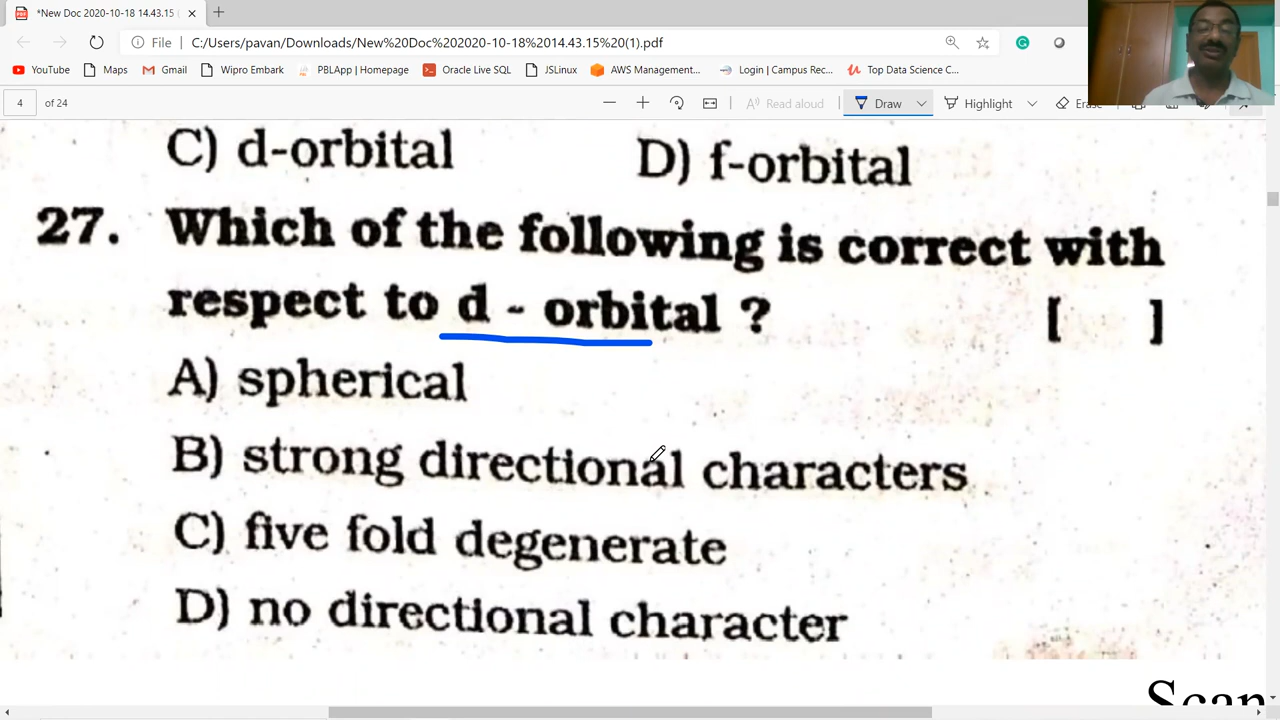 *New Doc 2020-10-18 14.43.15 (
File
C:/Users/pavan/Downloads/New%20Doc%202020-10-18%2014.43.15%20(1).pdf
YouTube Maps Gmail Wipro Embark PBLApp | Homepage Oracle Live SQL JSLinux AWS Management... Login | Campus Rec... Top Data Science C...
4 of 24 Read aloud Draw Highlight Erase
C) d-orbital D) f-orbital
27. Which of the following is correct with
respect to d - orbital ? [ ]
A) spherical
B) strong directional characters
C) five fold degenerate
D) no directional character
Scan